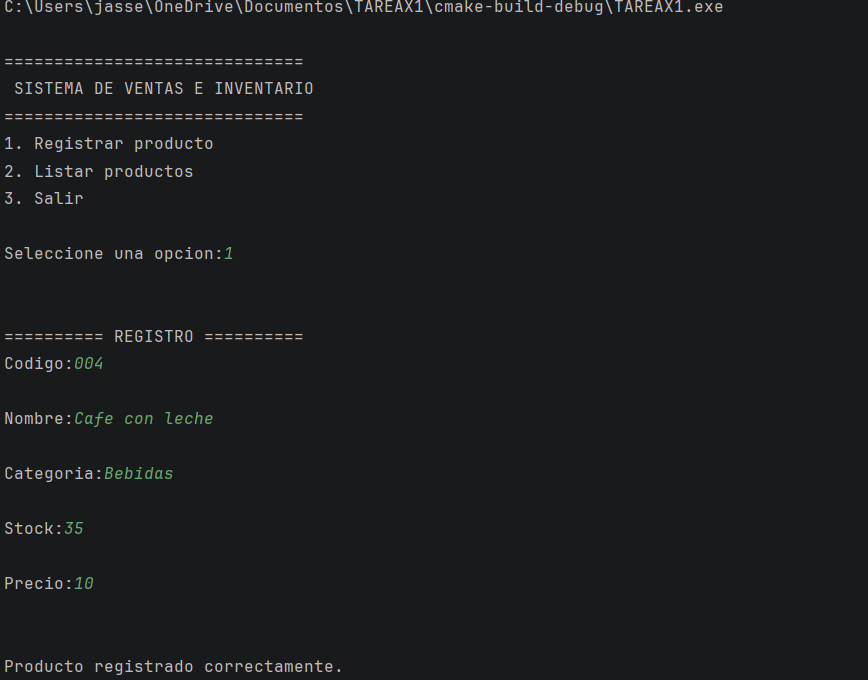 C:\Users\jasse\OneDrive\Documentos\TAREAX1\cmake-build-debug\TAREAX1.exe
==============================
SISTEMA DE VENTAS E INVENTARIO
==============================
1. Registrar producto
2. Listar productos
3. Salir
Seleccione una opcion:1
========== REGISTRO ==========
Codigo:004
Nombre:Cafe con leche
Categoria:Bebidas
Stock:35
Precio:10
Producto registrado correctamente.